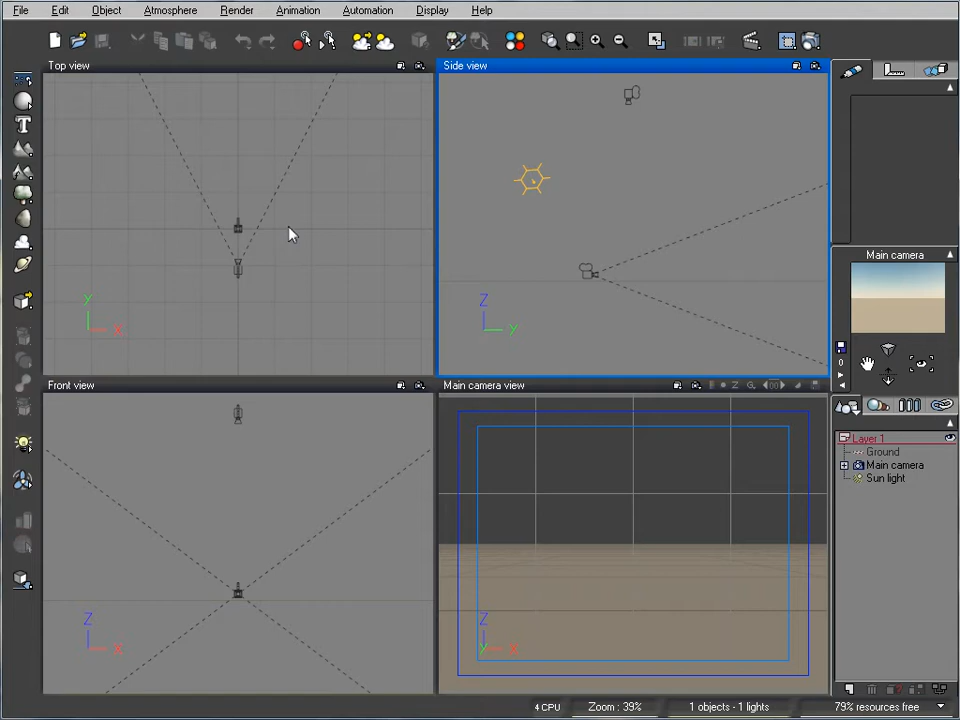 File Edit Object Atmosphere Render Animation Automation Display Help
Top view
Side view
Y
X
Z
Y
Main camera
0
Front view
Main camera view
Z
X
Z
Y X
Layer 1
Ground
Main camera
Sun light
4 CPU Zoom : 39% 1 objects - 1 lights 79% resources free